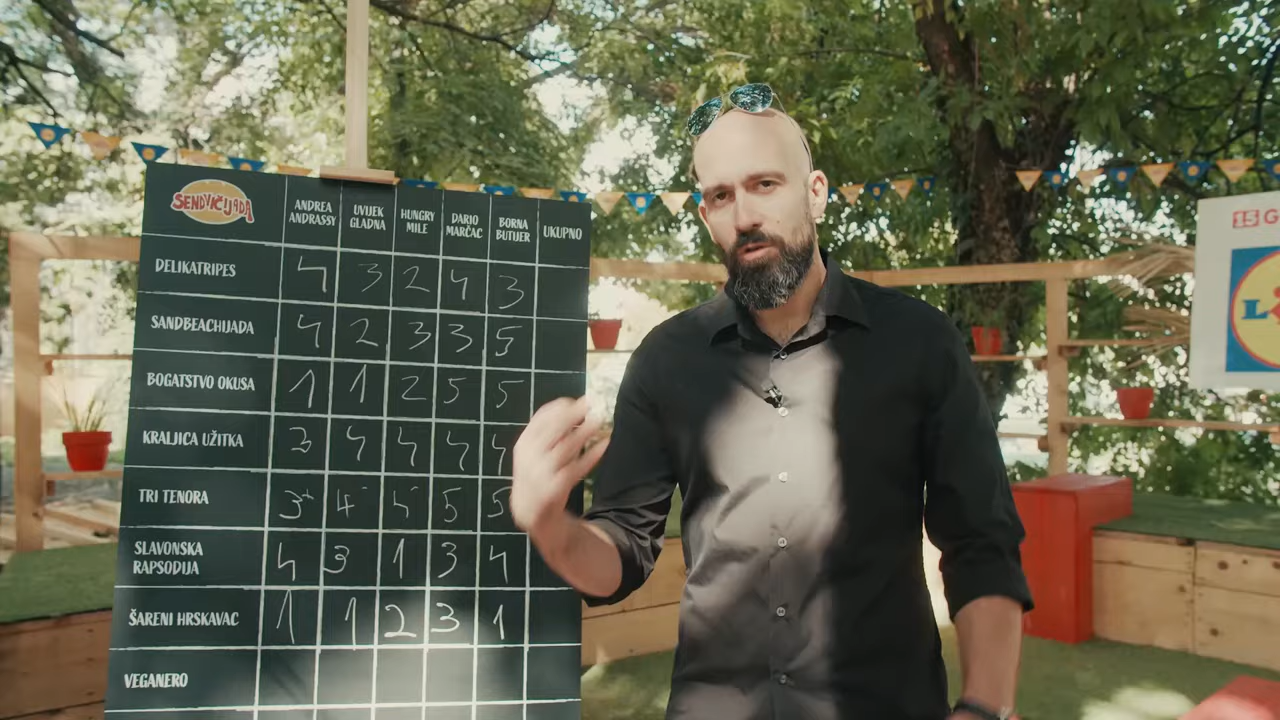 SENDVIČIJADA
ANDREA ANDRASSY
UVIJEK GLADNA
HUNGRY MILE
DARIO MARČAC
BORNA BUTIJER
UKUPNO
DELIKATRIPES 4 3 2 4 3
SANDBEACHIJADA 4 2 3 3 5
BOGATSTVO OKUSA 1 1 2 5 5
KRALJICA UŽITKA 3 4 4 4 4
TRI TENORA 3+ 4- 4- 5 5
SLAVONSKA RAPSODIJA 4 3 1 3 4
ŠARENI HRSKAVAC 1 1 2 3 1
VEGANERO
15 G
L